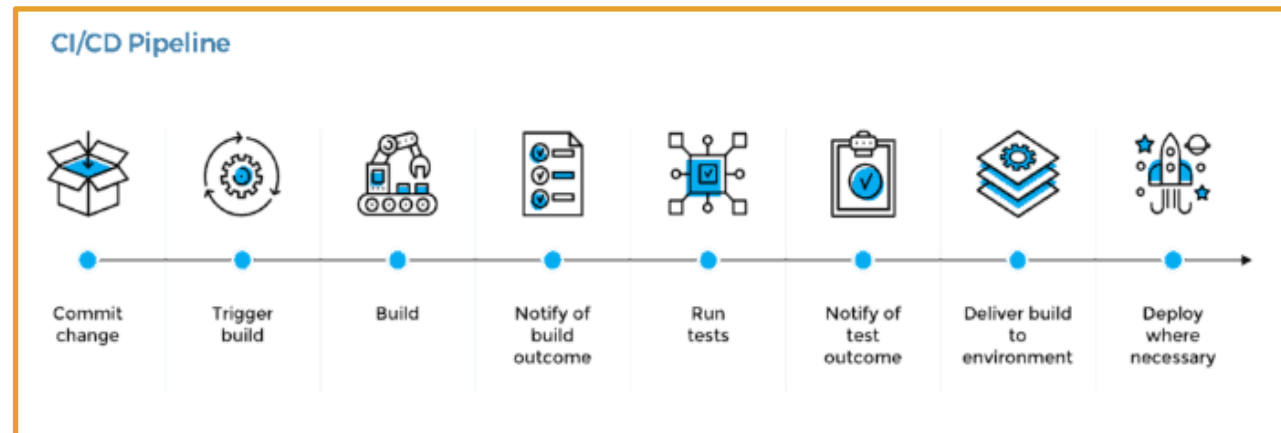 CI/CD Pipeline
Commit
change
Trigger
build
Build
Notify of
build
outcome
Run
tests
Notify of
test
outcome
Deliver build
to
environment
Deploy
where
necessary